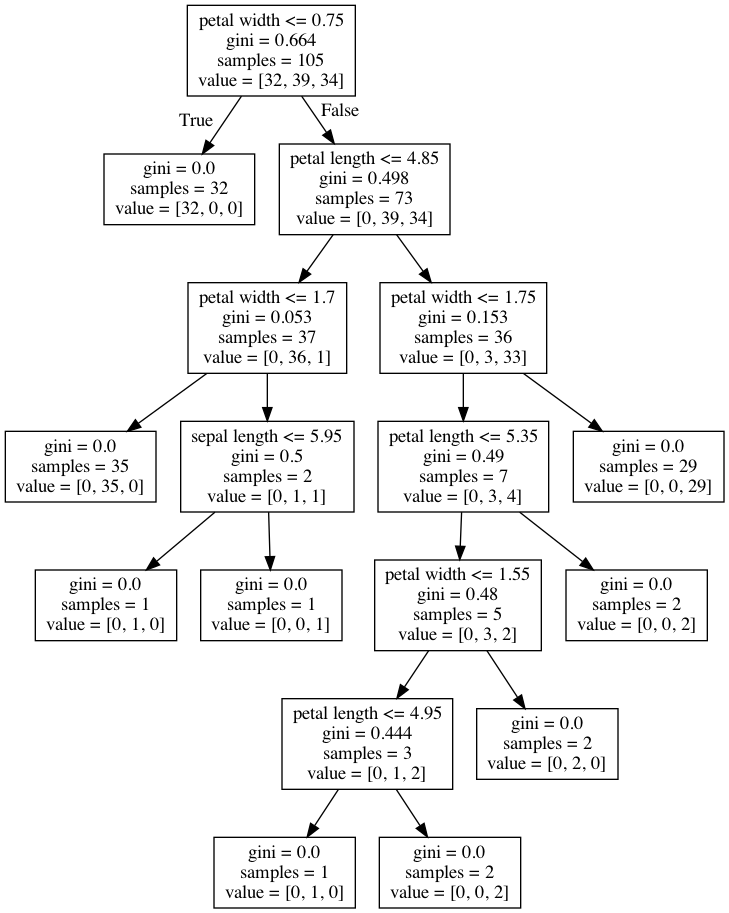 petal width <= 0.75
gini = 0.664
samples = 105
value = [32, 39, 34]
True
False
gini = 0.0
samples = 32
value = [32, 0, 0]
petal length <= 4.85
gini = 0.498
samples = 73
value = [0, 39, 34]
petal width <= 1.7
gini = 0.053
samples = 37
value = [0, 36, 1]
petal width <= 1.75
gini = 0.153
samples = 36
value = [0, 3, 33]
gini = 0.0
samples = 35
value = [0, 35, 0]
sepal length <= 5.95
gini = 0.5
samples = 2
value = [0, 1, 1]
petal length <= 5.35
gini = 0.49
samples = 7
value = [0, 3, 4]
gini = 0.0
samples = 29
value = [0, 0, 29]
gini = 0.0
samples = 1
value = [0, 1, 0]
gini = 0.0
samples = 1
value = [0, 0, 1]
petal width <= 1.55
gini = 0.48
samples = 5
value = [0, 3, 2]
gini = 0.0
samples = 2
value = [0, 0, 2]
petal length <= 4.95
gini = 0.444
samples = 3
value = [0, 1, 2]
gini = 0.0
samples = 2
value = [0, 2, 0]
gini = 0.0
samples = 1
value = [0, 1, 0]
gini = 0.0
samples = 2
value = [0, 0, 2]